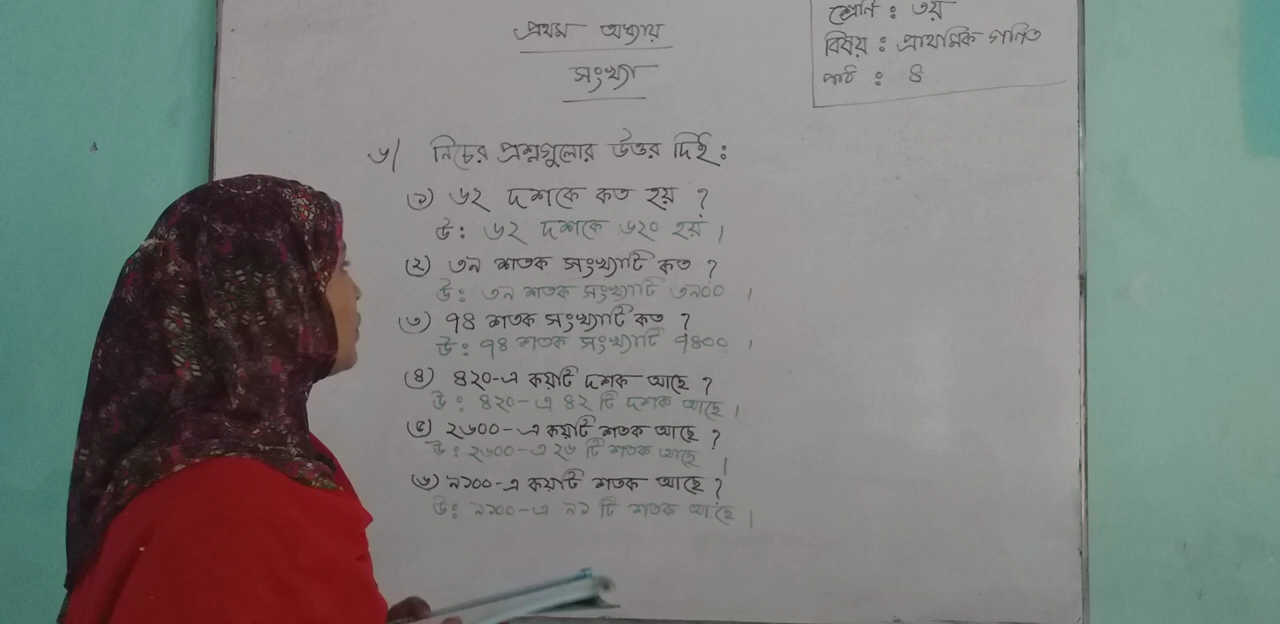 প্রথম অধ্যায়
সংখ্যা
শ্রেণি : ৩য়
বিষয় : প্রাথমিক গণিত
পাঠ : ৪
৬| নিচের প্রশ্নগুলোর উত্তর দিই :
(১) ৬২ দশকে কত হয় ?
উ: ৬২ দশকে ৬২০ হয় ।
(২) ৩৯ শতক সংখ্যাটি কত ?
উ: ৩৯ শতক সংখ্যাটি ৩৯০০ ।
(৩) ৭৪ শতক সংখ্যাটি কত ?
উ: ৭৪ শতক সংখ্যাটি ৭৪০০ ।
(৪) ৪২০-এ কয়টি দশক আছে ?
উ: ৪২০-এ ৪২ টি দশক আছে ।
(৫) ২৬০০-এ কয়টি শতক আছে ?
উ: ২৬০০-এ ২৬ টি শতক আছে ।
(৬) ৯১০০-এ কয়টি শতক আছে ?
উ: ৯১০০-এ ৯১ টি শতক আছে ।